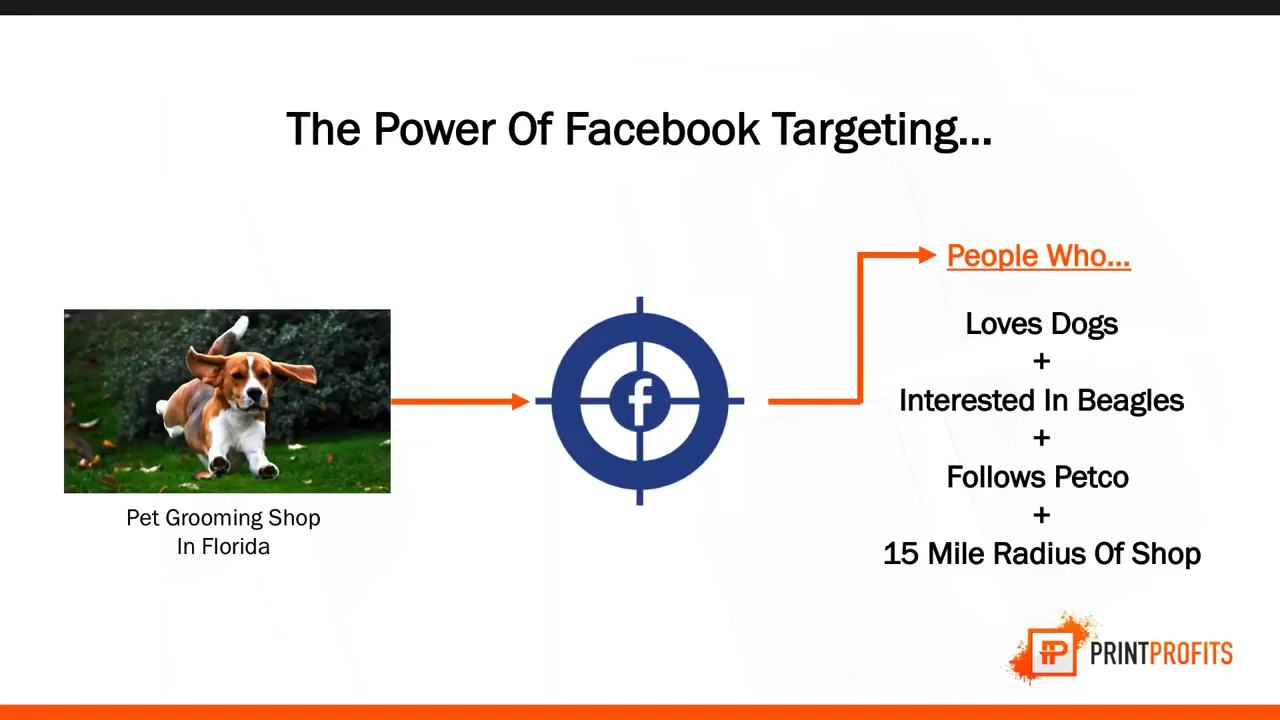 The Power Of Facebook Targeting...
People Who...
Loves Dogs
+
Interested In Beagles
+
Follows Petco
+
15 Mile Radius Of Shop
Pet Grooming Shop
In Florida
f
PRINTPROFITS